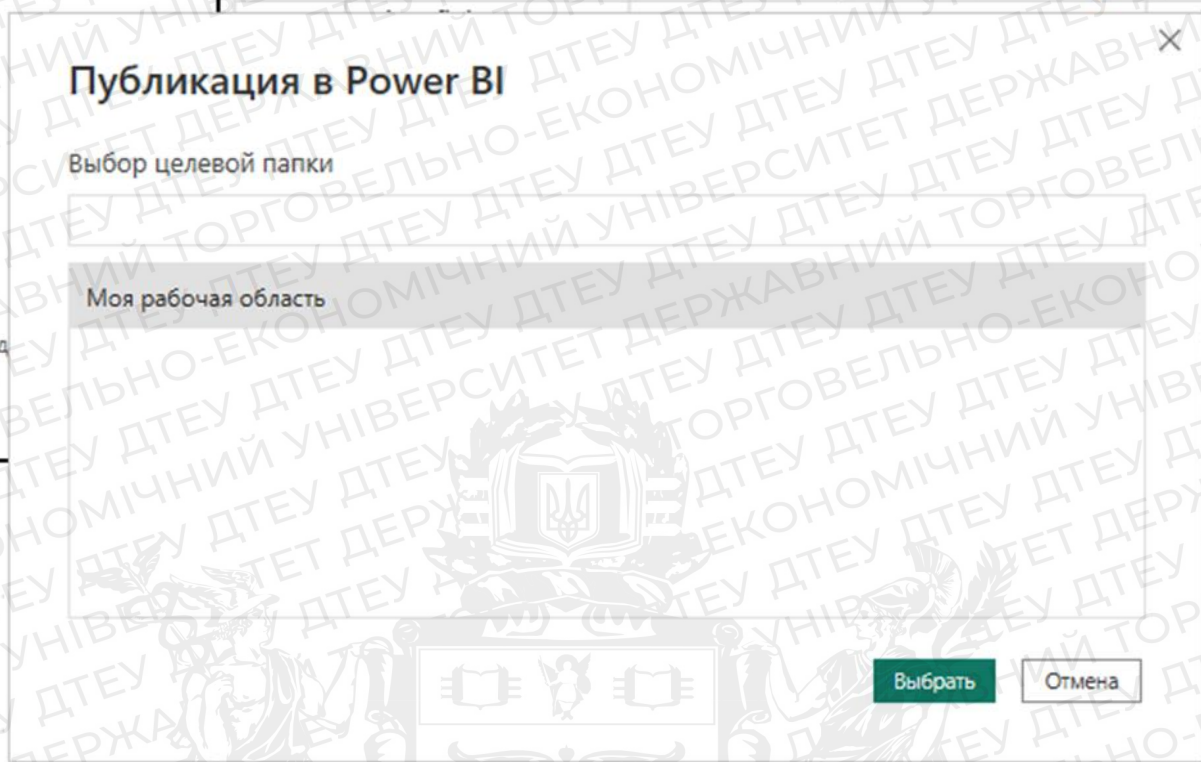 Публикация в Power BI
Выбор целевой папки
Моя рабочая область
Выбрать
Отмена